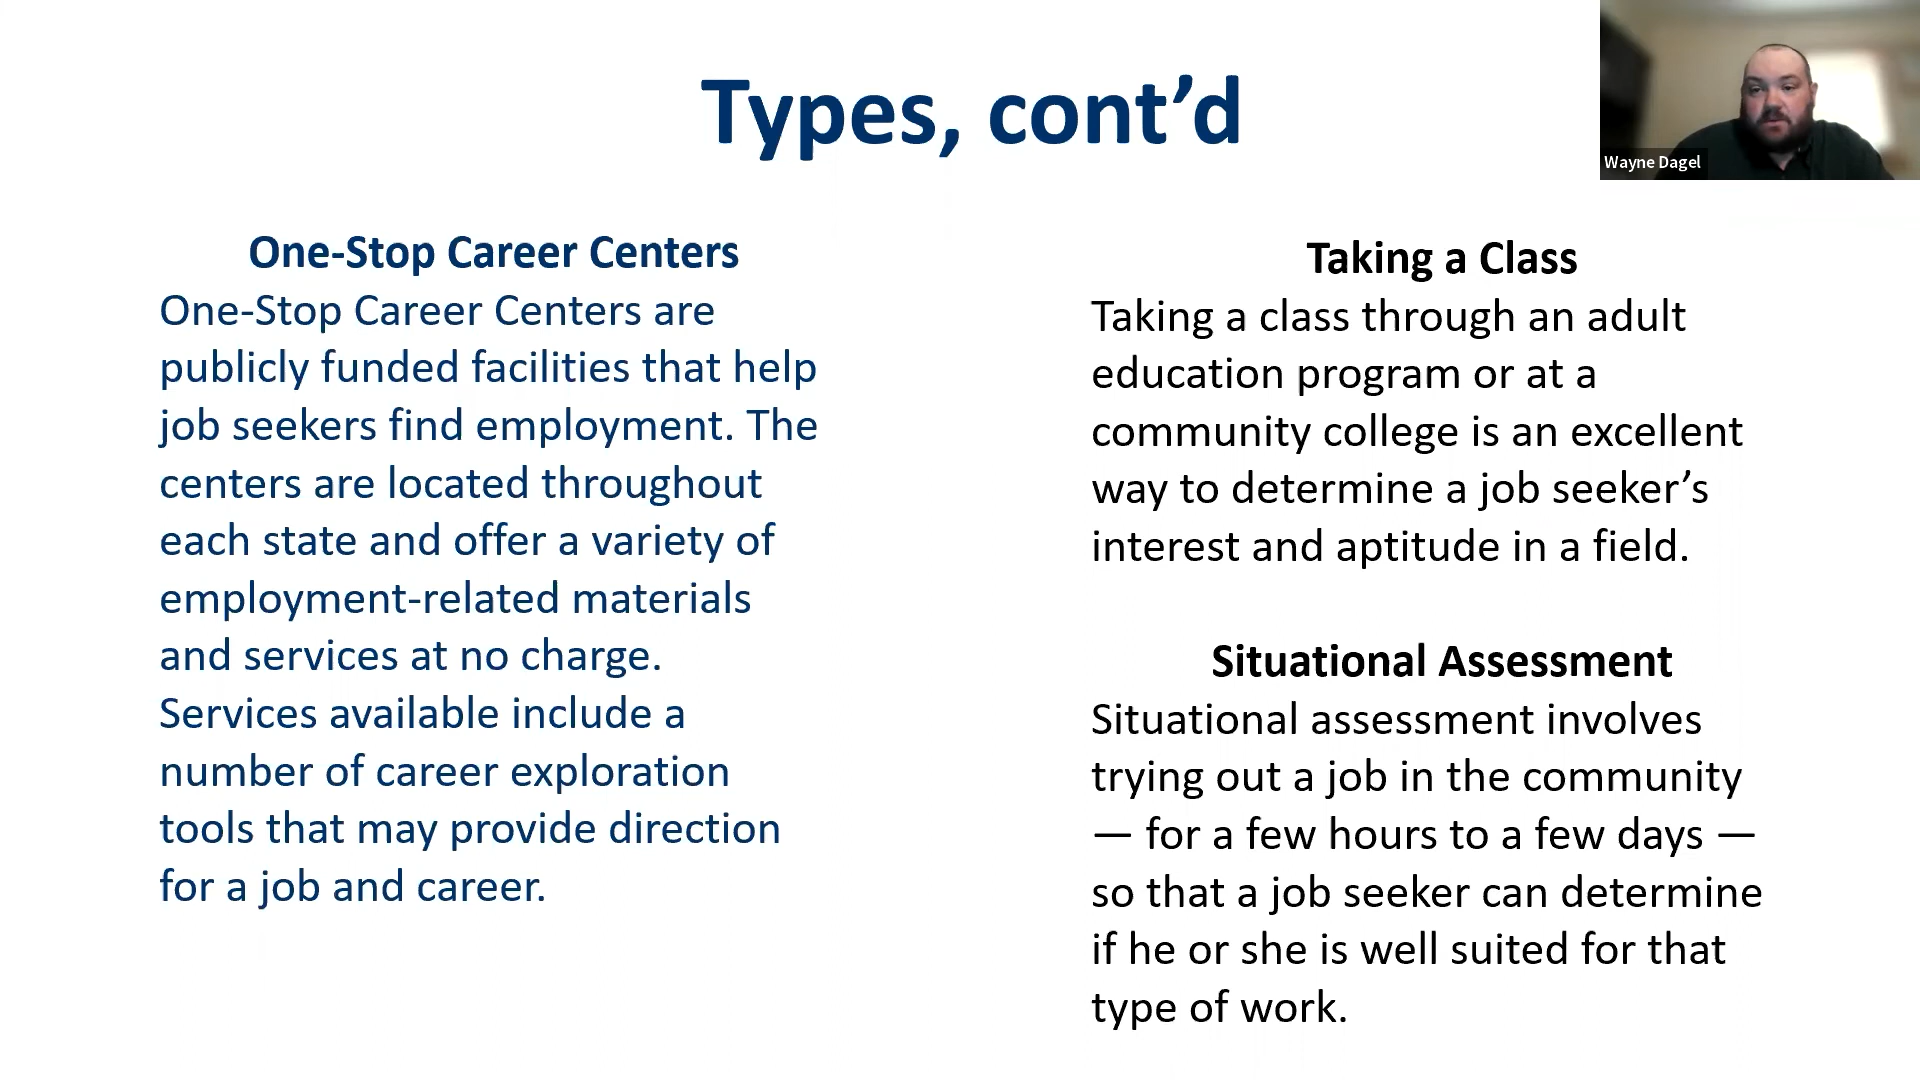 Types, cont’d
Wayne Dagel
One-Stop Career Centers
One-Stop Career Centers are
publicly funded facilities that help
job seekers find employment. The
centers are located throughout
each state and offer a variety of
employment-related materials
and services at no charge.
Services available include a
number of career exploration
tools that may provide direction
for a job and career.
Taking a Class
Taking a class through an adult
education program or at a
community college is an excellent
way to determine a job seeker’s
interest and aptitude in a field.
Situational Assessment
Situational assessment involves
trying out a job in the community
— for a few hours to a few days —
so that a job seeker can determine
if he or she is well suited for that
type of work.